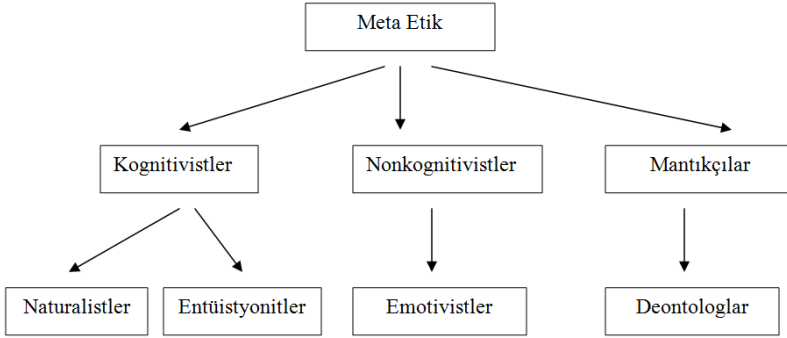 Meta Etik
Kognitivistler
Nonkognitivistler
Mantıkçılar
Naturalistler
Entüistyonitler
Emotivistler
Deontologlar